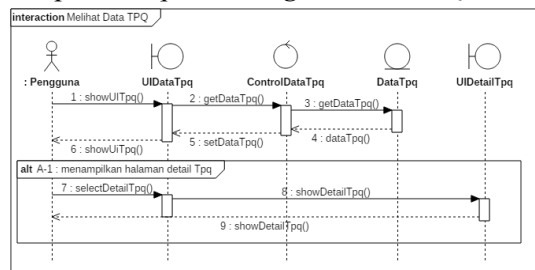 interaction Melihat Data TPQ
: Pengguna
UIDataTpq
ControlDataTpq
DataTpq
UIDetailTpq
1 : showUITpq()
2 : getDataTpq()
3 : getDataTpq()
4 : dataTpq()
5 : setDataTpq()
6 : showUiTpq()
alt A-1 : menampilkan halaman detail Tpq
7 : selectDetailTpq()
8 : showDetailTpq()
9 : showDetailTpq()